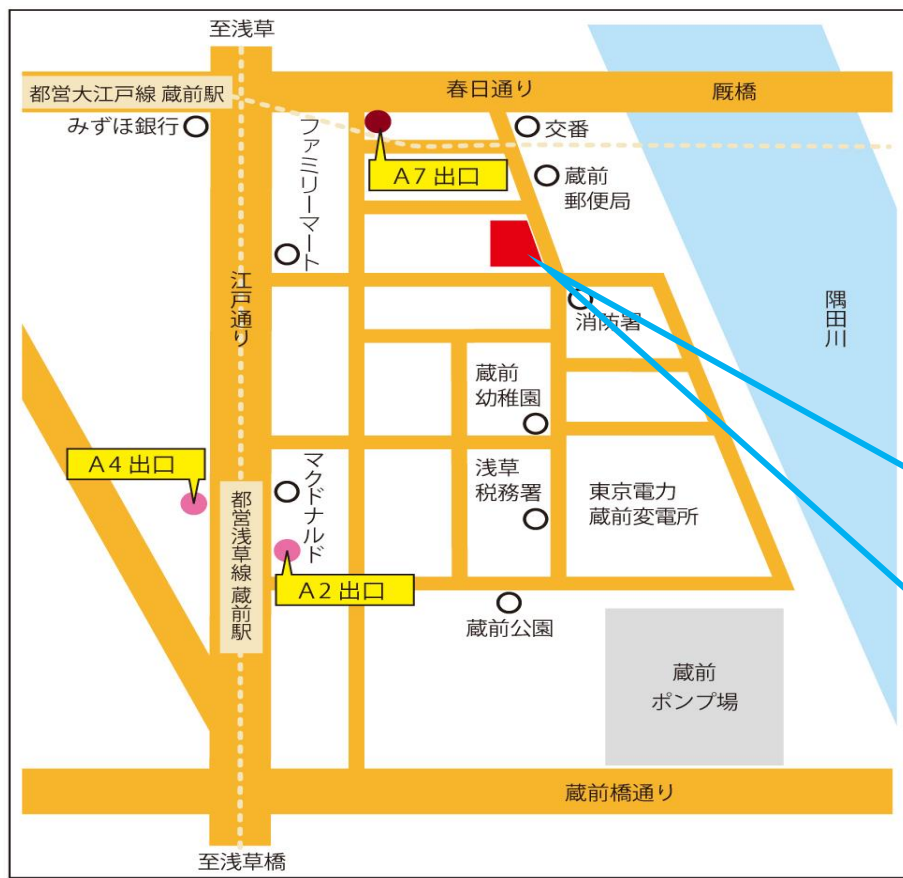 至浅草
都営大江戸線 蔵前駅
春日通り
厩橋
みずほ銀行
ファミリーマート
交番
A7 出口
蔵前
郵便局
江戸通り
消防署
隅田川
蔵前
幼稚園
A4 出口
マクドナルド
浅草
税務署
東京電力
蔵前変電所
都営浅草線 蔵前駅
A2 出口
蔵前公園
蔵前
ポンプ場
蔵前橋通り
至浅草橋